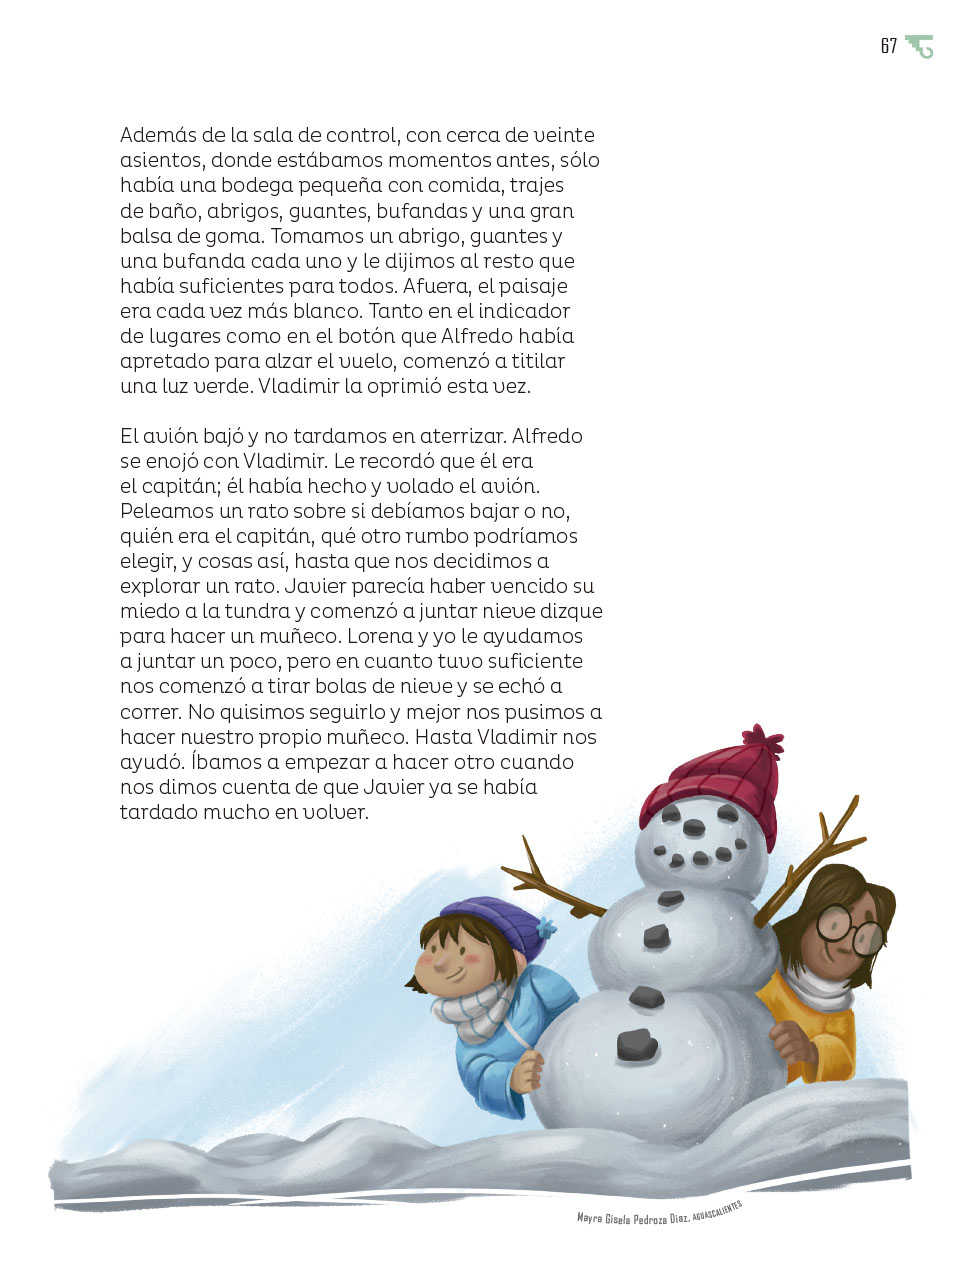 67
Además de la sala de control, con cerca de veinte
asientos, donde estábamos momentos antes, sólo
había una bodega pequeña con comida, trajes
de baño, abrigos, guantes, bufandas y una gran
balsa de goma. Tomamos un abrigo, guantes y
una bufanda cada uno y le dijimos al resto que
había suficientes para todos. Afuera, el paisaje
era cada vez más blanco. Tanto en el indicador
de lugares como en el botón que Alfredo había
apretado para alzar el vuelo, comenzó a titilar
una luz verde. Vladimir la oprimió esta vez.
El avión bajó y no tardamos en aterrizar. Alfredo
se enojó con Vladimir. Le recordó que él era
el capitán; él había hecho y volado el avión.
Peleamos un rato sobre si debíamos bajar o no,
quién era el capitán, qué otro rumbo podríamos
elegir, y cosas así, hasta que nos decidimos a
explorar un rato. Javier parecía haber vencido su
miedo a la tundra y comenzó a juntar nieve dizque
para hacer un muñeco. Lorena y yo le ayudamos
a juntar un poco, pero en cuanto tuvo suficiente
nos comenzó a tirar bolas de nieve y se echó a
correr. No quisimos seguirlo y mejor nos pusimos a
hacer nuestro propio muñeco. Hasta Vladimir nos
ayudó. Íbamos a empezar a hacer otro cuando
nos dimos cuenta de que Javier ya se había
tardado mucho en volver.
Mayra Gisela Pedroza Díaz, AGUASCALIENTES